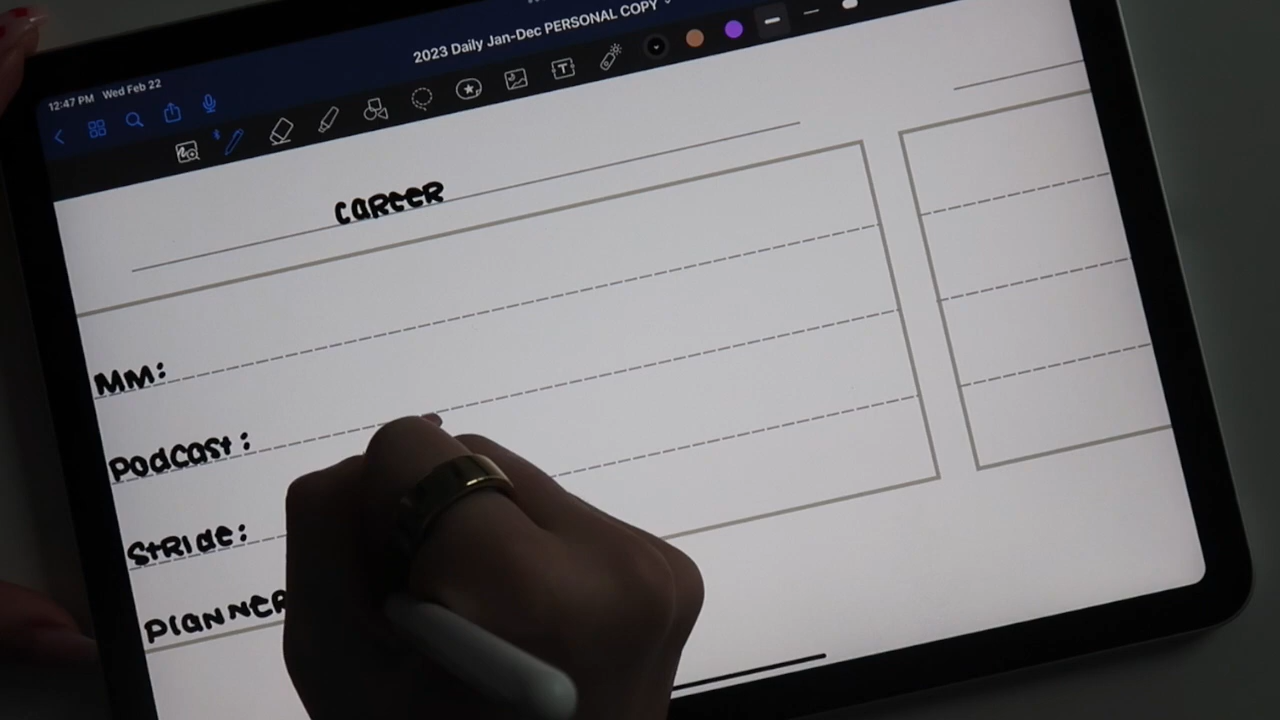 12:47 PM Wed Feb 22
2023 Daily Jan-Dec PERSONAL COPY
T
CAREER
MM:
PODCAST:
STRIDE:
PLANNER